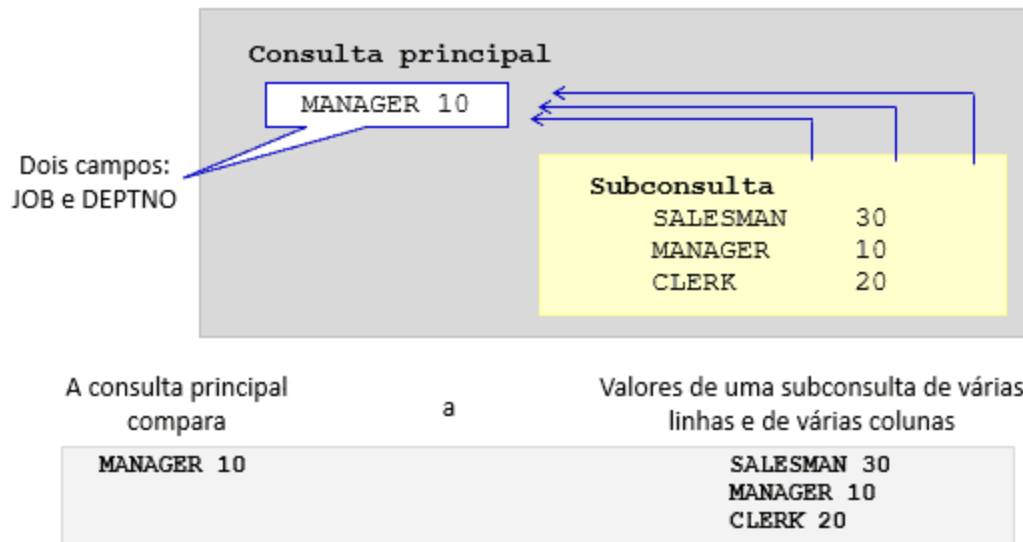 Consulta principal
MANAGER 10
Dois campos:
JOB e DEPTNO
Subconsulta
SALESMAN 30
MANAGER 10
CLERK 20
A consulta principal
compara
a
Valores de uma subconsulta de várias
linhas e de várias colunas
MANAGER 10
SALESMAN 30
MANAGER 10
CLERK 20